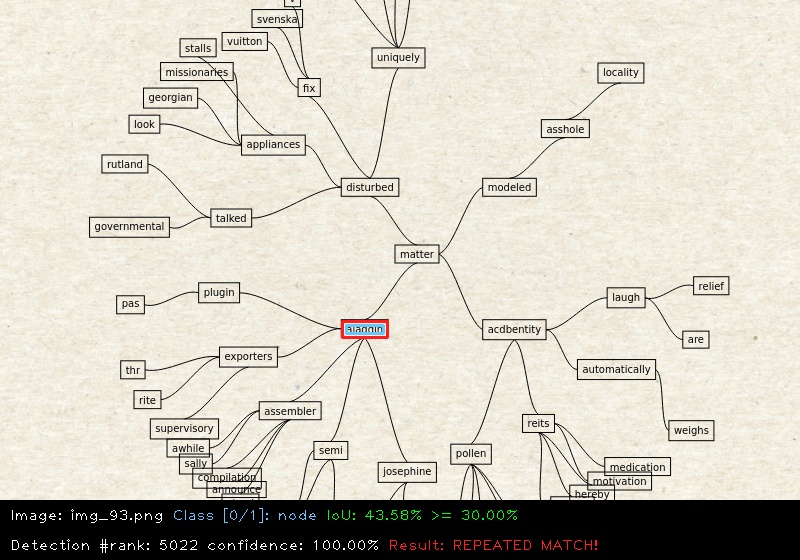 svenska
vuitton
stalls
uniquely
missionaries
locality
fix
georgian
look
asshole
appliances
rutland
disturbed
modeled
talked
governmental
matter
relief
plugin
laugh
pas
acdbentity
are
exporters
thr
automatically
rite
assembler
reits
supervisory
weighs
awhile
semi
pollen
sally
josephine
medication
compilation
motivation
announce
hereby
Image: img_93.png Class [0/1]: node IoU: 43.58% >= 30.00%
Detection #rank: 5022 confidence: 100.00% Result: REPEATED MATCH!